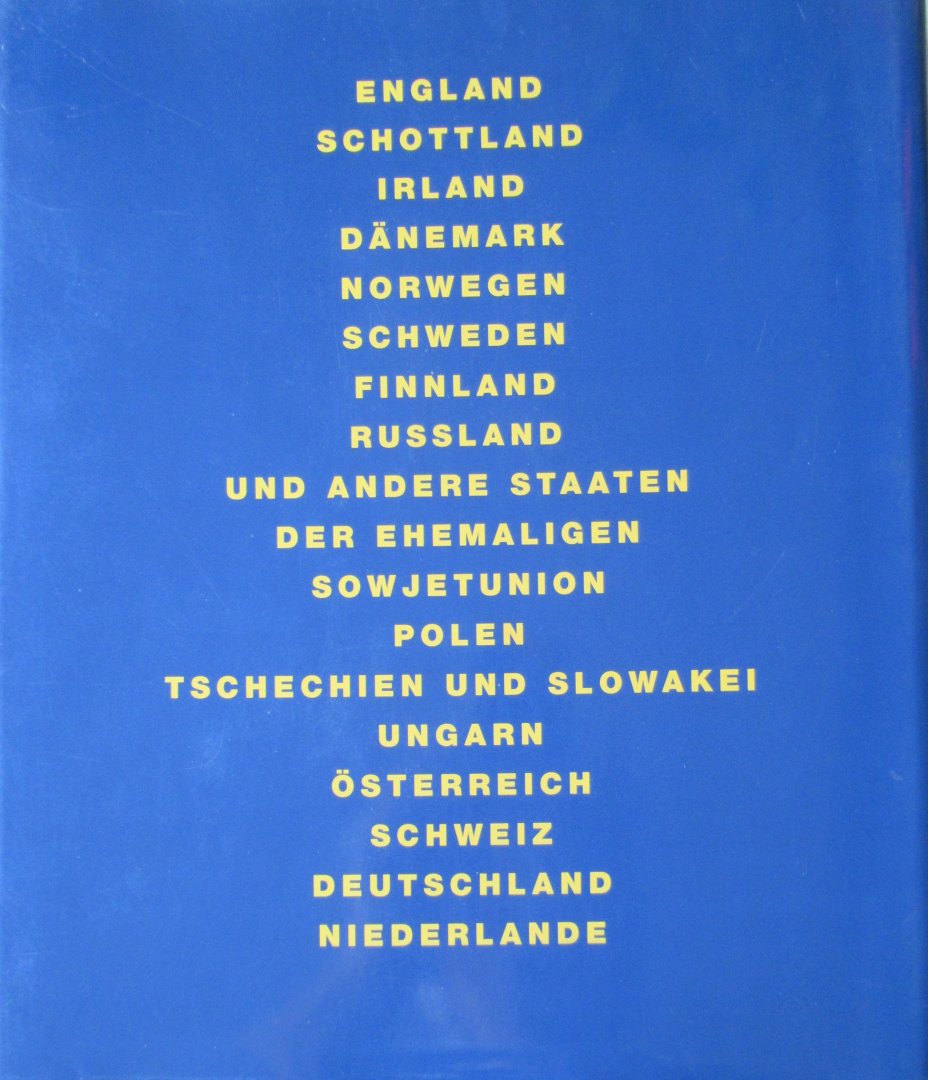 ENGLAND
SCHOTTLAND
IRLAND
DÄNEMARK
NORWEGEN
SCHWEDEN
FINNLAND
RUSSLAND
UND ANDERE STAATEN
DER EHEMALIGEN
SOWJETUNION
POLEN
TSCHECHIEN UND SLOWAKEI
UNGARN
ÖSTERREICH
SCHWEIZ
DEUTSCHLAND
NIEDERLANDE